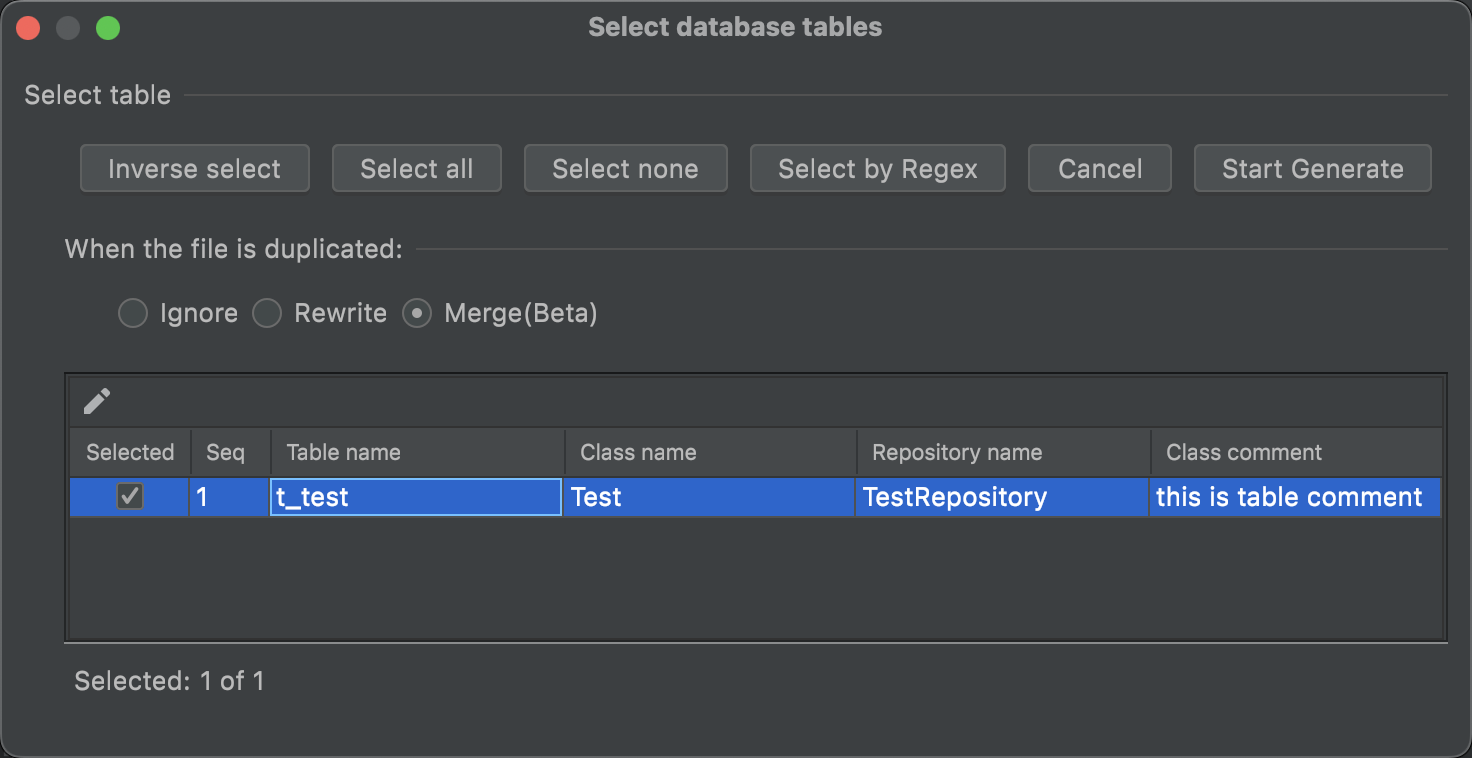 Select database tables
Select table
Inverse select Select all Select none Select by Regex Cancel Start Generate
When the file is duplicated:
Ignore Rewrite Merge(Beta)
Selected Seq Table name Class name Repository name Class comment
1 t_test Test TestRepository this is table comment
Selected: 1 of 1